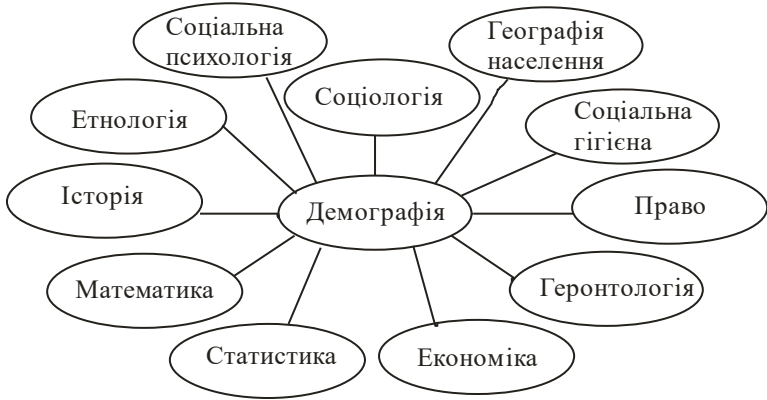 Соціальна
психологія
Географія
населення
Соціологія
Етнологія
Соціальна
гігієна
Історія
Демографія
Право
Математика
Геронтологія
Статистика
Економіка